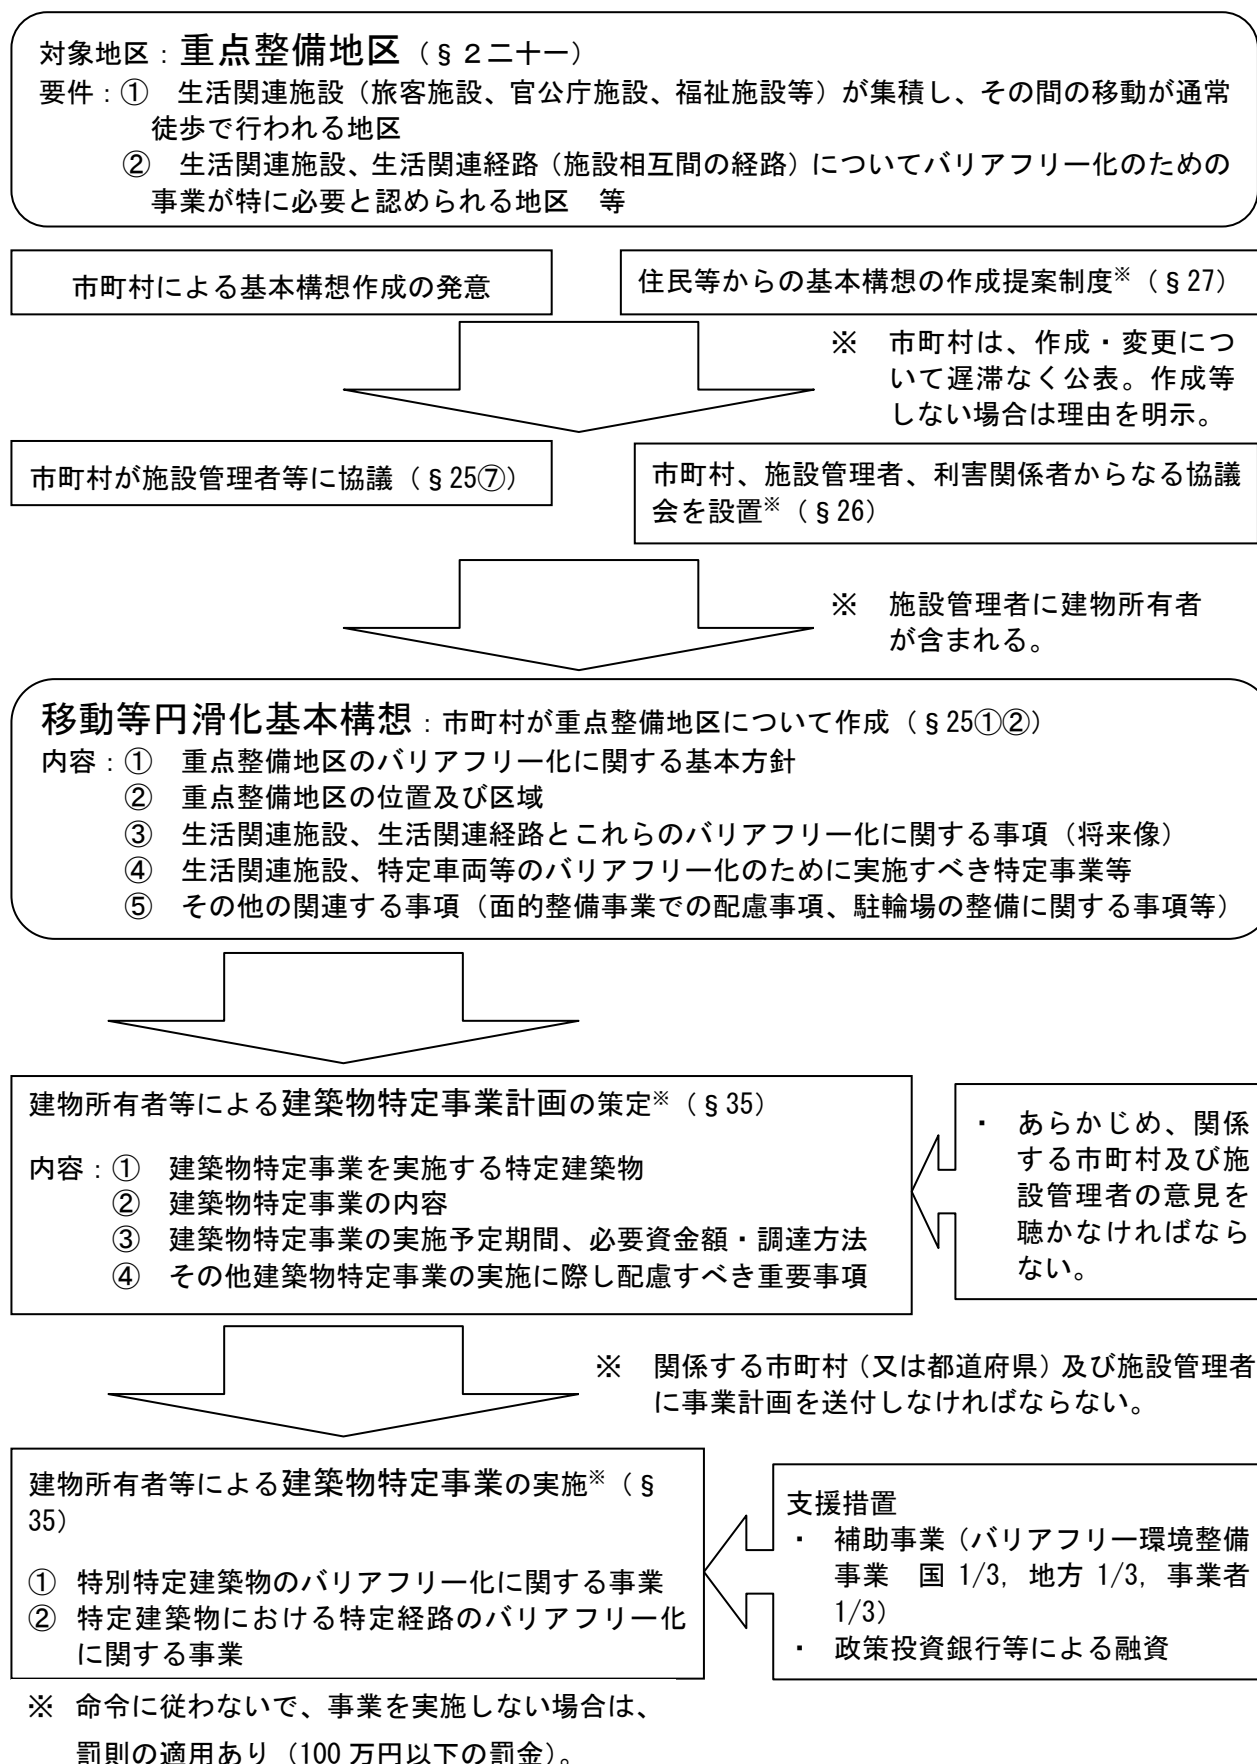 対象地区：重点整備地区（§２二十一）
要件：①　生活関連施設（旅客施設、官公庁施設、福祉施設等）が集積し、その間の移動が通常
徒歩で行われる地区
②　生活関連施設、生活関連経路（施設相互間の経路）についてバリアフリー化のための
事業が特に必要と認められる地区　等
市町村による基本構想作成の発意
住民等からの基本構想の作成提案制度※（§27）
※　市町村は、作成・変更につ
いて遅滞なく公表。作成等
しない場合は理由を明示。
市町村が施設管理者等に協議（§25⑦）
市町村、施設管理者、利害関係者からなる協議
会を設置※（§26）
※　施設管理者に建物所有者
が含まれる。
移動等円滑化基本構想：市町村が重点整備地区について作成（§25①②）
内容：①　重点整備地区のバリアフリー化に関する基本方針
②　重点整備地区の位置及び区域
③　生活関連施設、生活関連経路とこれらのバリアフリー化に関する事項（将来像）
④　生活関連施設、特定車両等のバリアフリー化のために実施すべき特定事業等
⑤　その他の関連する事項（面的整備事業での配慮事項、駐輪場の整備に関する事項等）
建物所有者等による建築物特定事業計画の策定※（§35）
内容：①　建築物特定事業を実施する特定建築物
②　建築物特定事業の内容
③　建築物特定事業の実施予定期間、必要資金額・調達方法
④　その他建築物特定事業の実施に際し配慮すべき重要事項
・　あらかじめ、関係
する市町村及び施
設管理者の意見を
聴かなければなら
ない。
※　関係する市町村（又は都道府県）及び施設管理者
に事業計画を送付しなければならない。
建物所有者等による建築物特定事業の実施※（§
35）
①　特別特定建築物のバリアフリー化に関する事業
②　特定建築物における特定経路のバリアフリー化
に関する事業
支援措置
・　補助事業（バリアフリー環境整備
事業　国 1/3, 地方 1/3, 事業者
1/3）
・　政策投資銀行等による融資
※　命令に従わないで、事業を実施しない場合は、
罰則の適用あり（100 万円以下の罰金）。